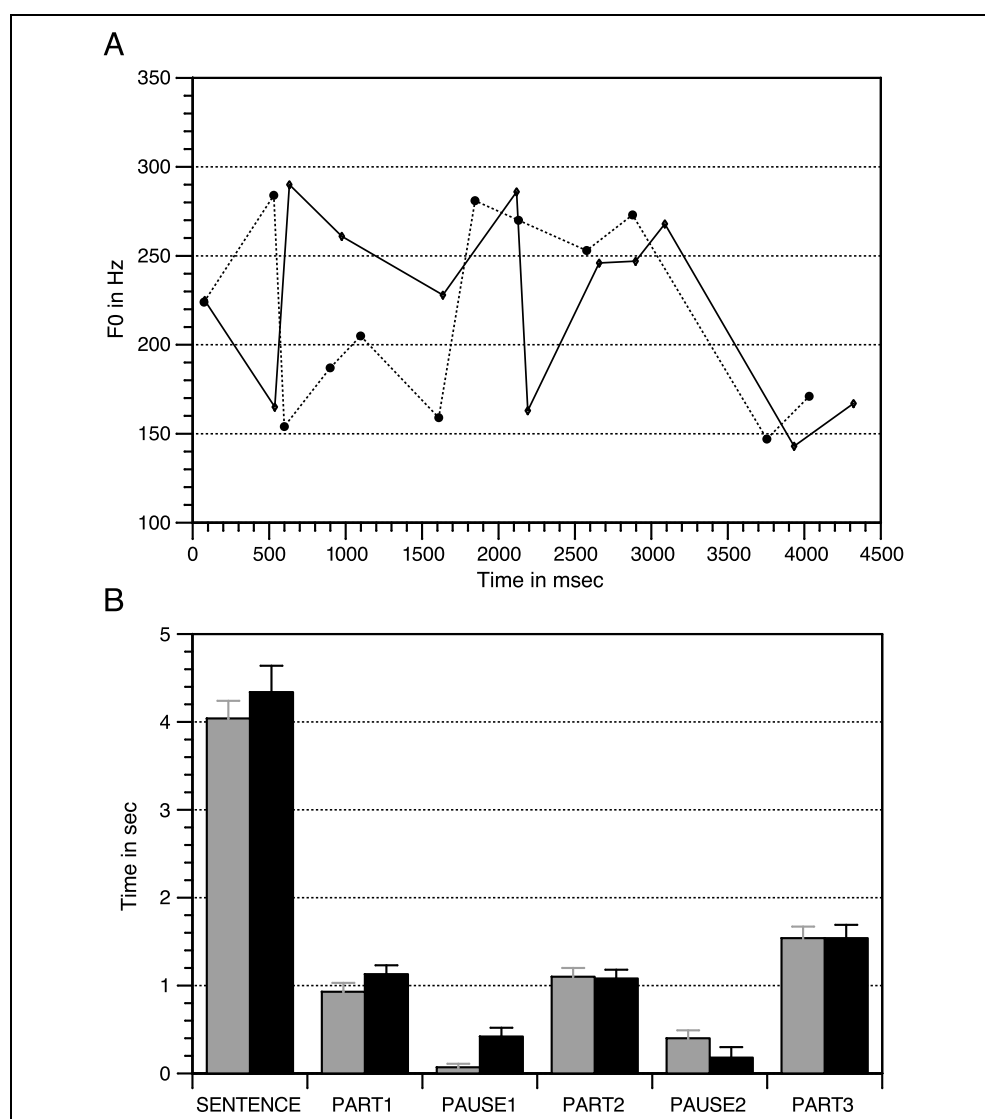 A
350
300
250
200
150
100
F0 in Hz
0 500 1000 1500 2000 2500 3000 3500 4000 4500
Time in msec
B
5
4
3
2
1
0
Time in sec
SENTENCE PART1 PAUSE1 PART2 PAUSE2 PART3